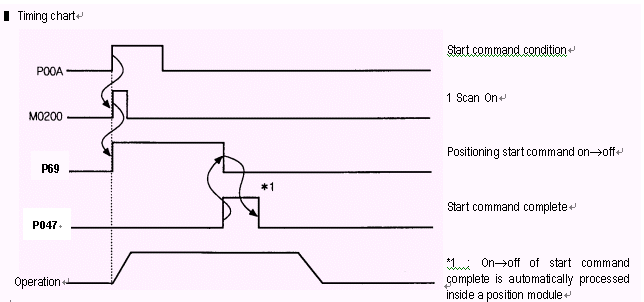 Timing chart
Start command condition
P00A
1 Scan On
M0200
Positioning start command on→off
P69
*1
Start command complete
P047
*1 : On→off of start command
complete is automatically processed
inside a position module
Operation